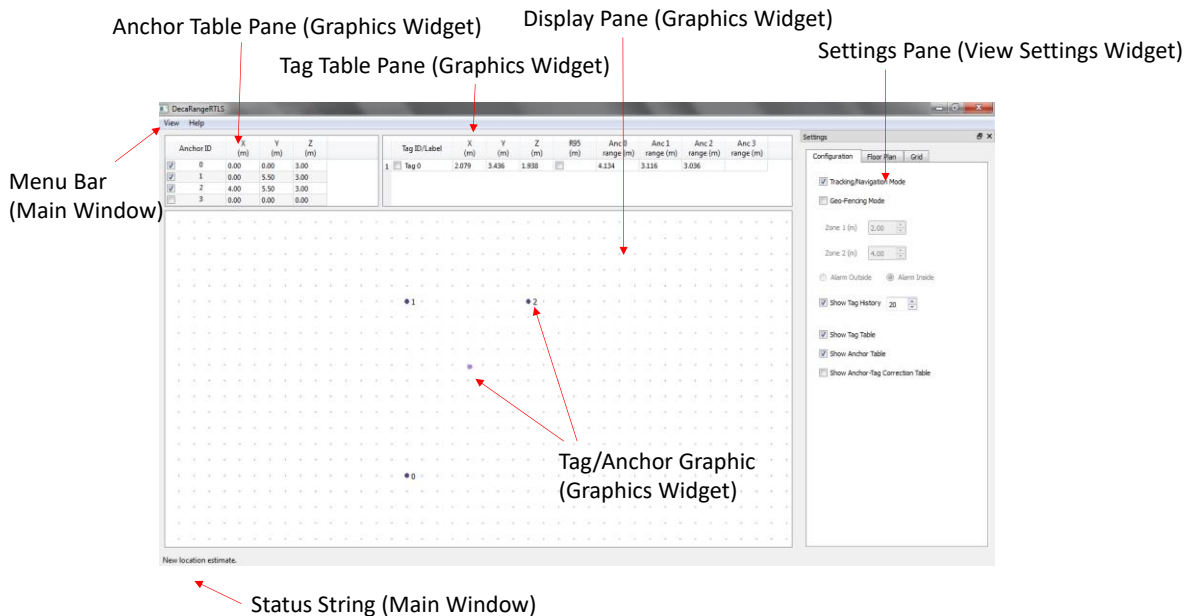 Anchor Table Pane (Graphics Widget)
Display Pane (Graphics Widget)
Settings Pane (View Settings Widget)
Tag Table Pane (Graphics Widget)
Menu Bar
(Main Window)
DecaRangeRTLS
View Help
Anchor ID X (m) Y (m) Z (m)
0 0.00 0.00 3.00
1 0.00 5.50 3.00
2 4.00 5.50 3.00
3 0.00 0.00 0.00
Tag ID/Label X (m) Y (m) Z (m) R95 (m) Anc 0 range (m) Anc 1 range (m) Anc 2 range (m) Anc 3 range (m)
1 Tag 0 2.079 3.436 1.938 4.134 3.116 3.036
Settings
Configuration Floor Plan Grid
Tracking/Navigation Mode
Geo-Fencing Mode
Zone 1 (m) 2.00
Zone 2 (m) 4.00
Alarm Outside Alarm Inside
Show Tag History 20
Show Tag Table
Show Anchor Table
Show Anchor-Tag Correction Table
1
2
0
Tag/Anchor Graphic
(Graphics Widget)
New location estimate.
Status String (Main Window)